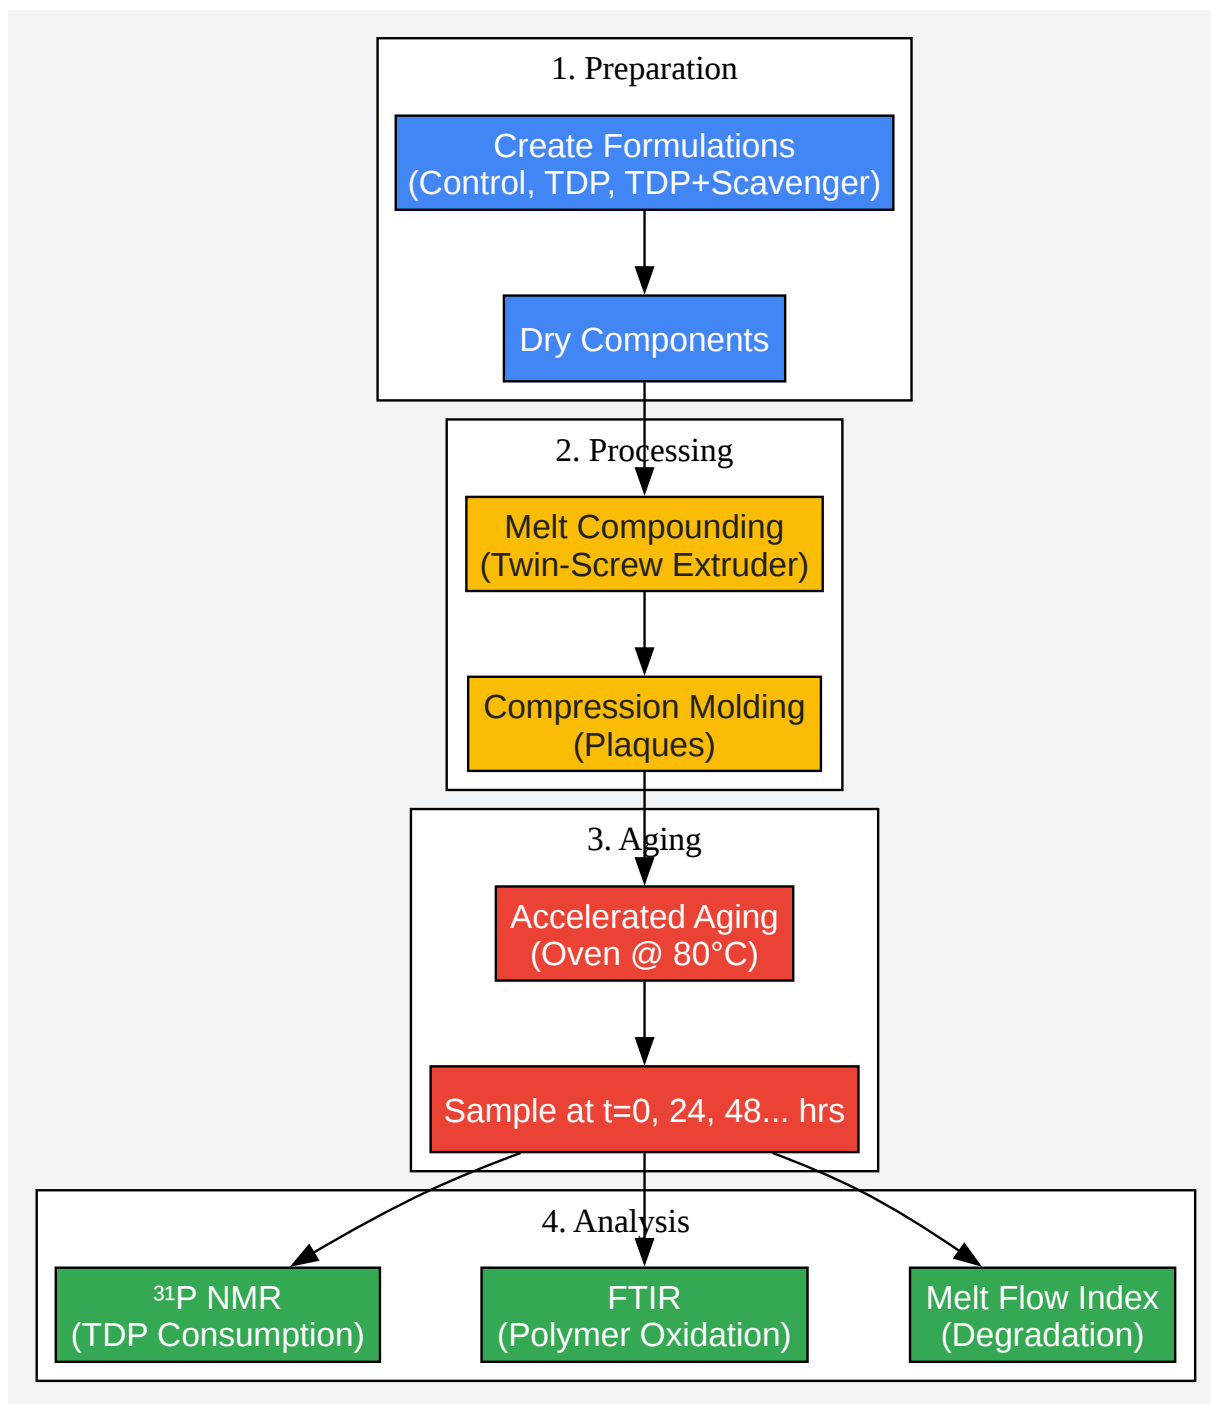 1. Preparation
Create Formulations
(Control, TDP, TDP+Scavenger)
Dry Components
2. Processing
Melt Compounding
(Twin-Screw Extruder)
Compression Molding
(Plaques)
3. Aging
Accelerated Aging
(Oven @ 80°C)
Sample at t=0, 24, 48... hrs
4. Analysis
³¹P NMR
(TDP Consumption)
FTIR
(Polymer Oxidation)
Melt Flow Index
(Degradation)